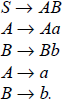 S → AB
A → Aa
B → Bb
A → a
B → b.